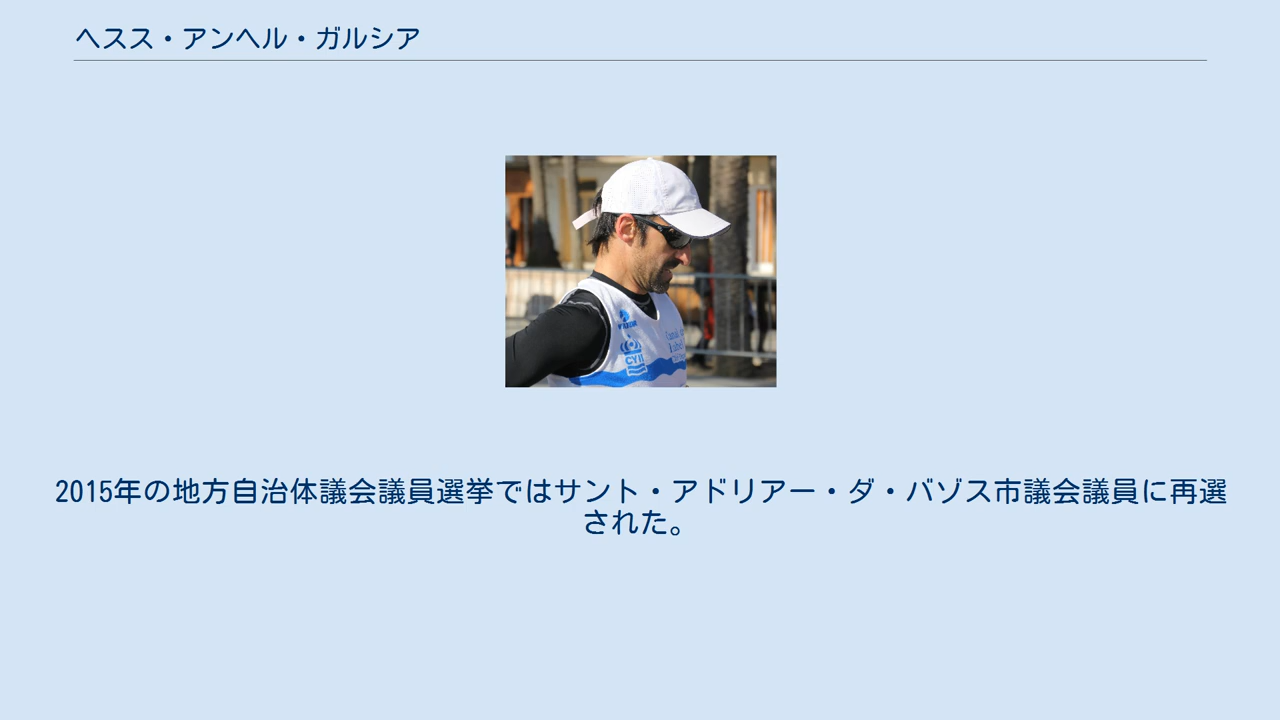 ヘスス・アンヘル・ガルシア
2015年の地方自治体議会議員選挙ではサント・アドリアー・ダ・バゾス市議会議員に再選
された。